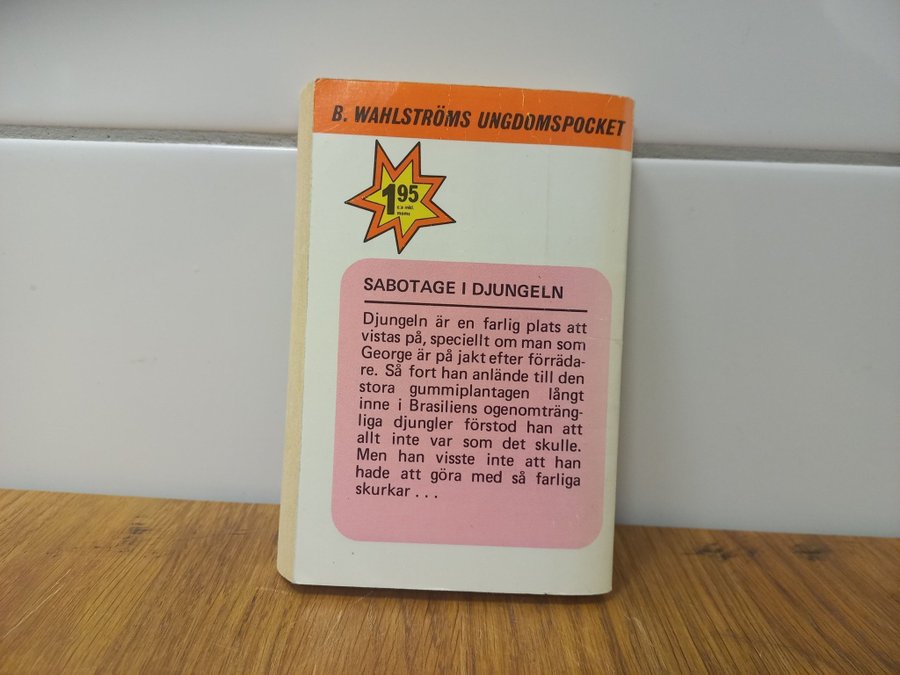 B. WAHLSTRÖMS UNGDOMSPOCKET
1 95
c:a inkl.
moms
SABOTAGE I DJUNGELN
Djungeln är en farlig plats att
vistas på, speciellt om man som
George är på jakt efter förräda-
re. Så fort han anlände till den
stora gummiplantagen långt
inne i Brasiliens ogenomträng-
liga djungler förstod han att
allt inte var som det skulle.
Men han visste inte att han
hade att göra med så farliga
skurkar . . .